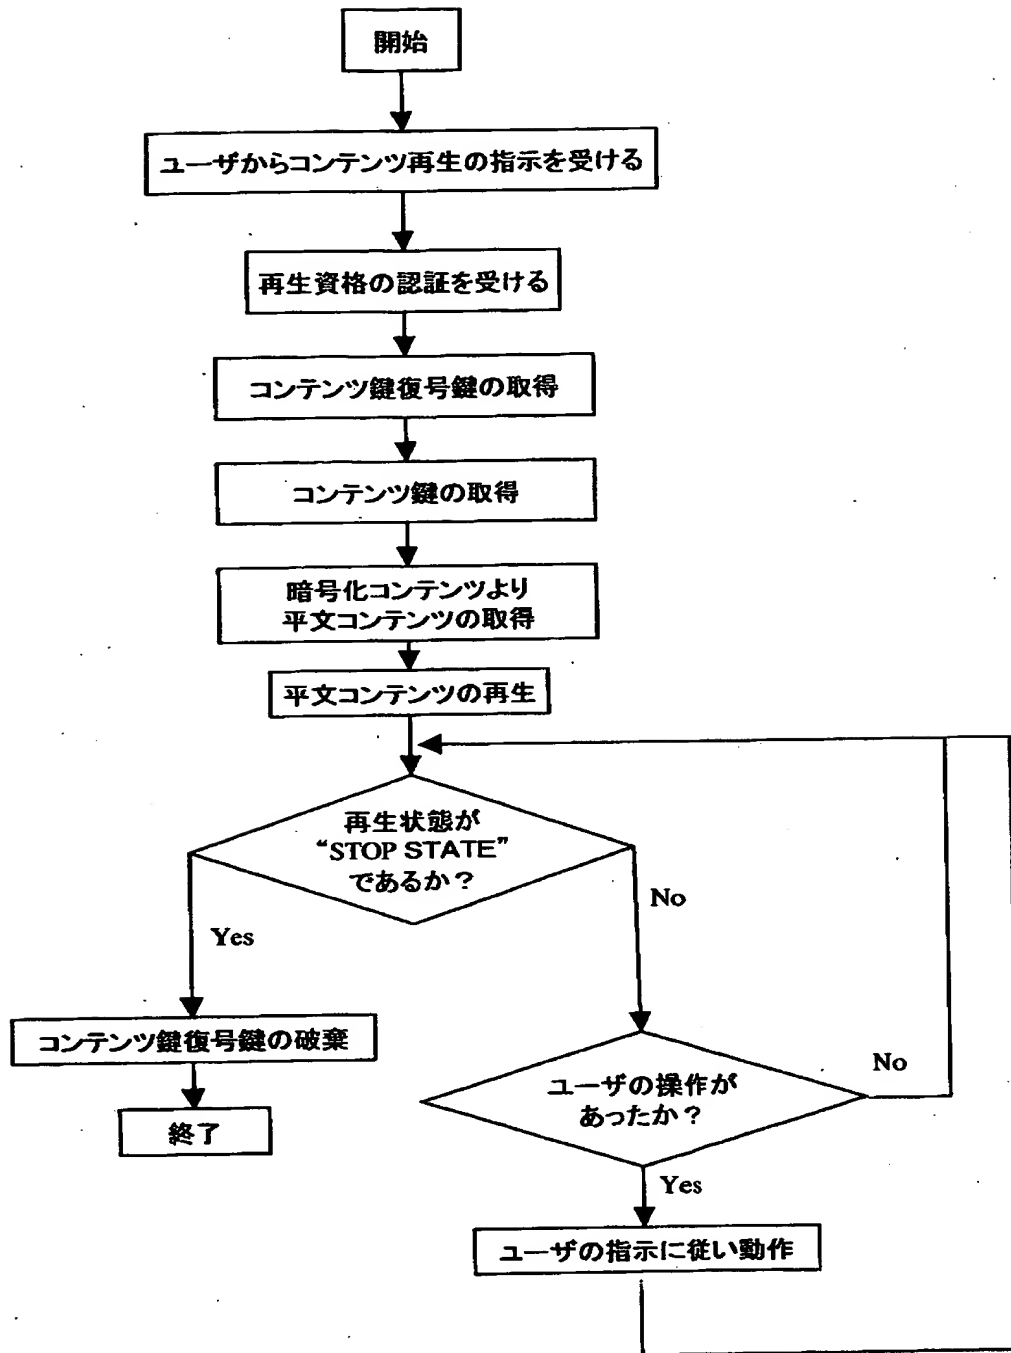 開始
ユーザからコンテンツ再生の指示を受ける
再生資格の認証を受ける
コンテンツ鍵復号鍵の取得
コンテンツ鍵の取得
暗号化コンテンツより
平文コンテンツの取得
平文コンテンツの再生
再生状態が
“STOP STATE”
であるか？
No
Yes
コンテンツ鍵復号鍵の破棄
終了
ユーザの操作が
あったか？
No
Yes
ユーザの指示に従い動作